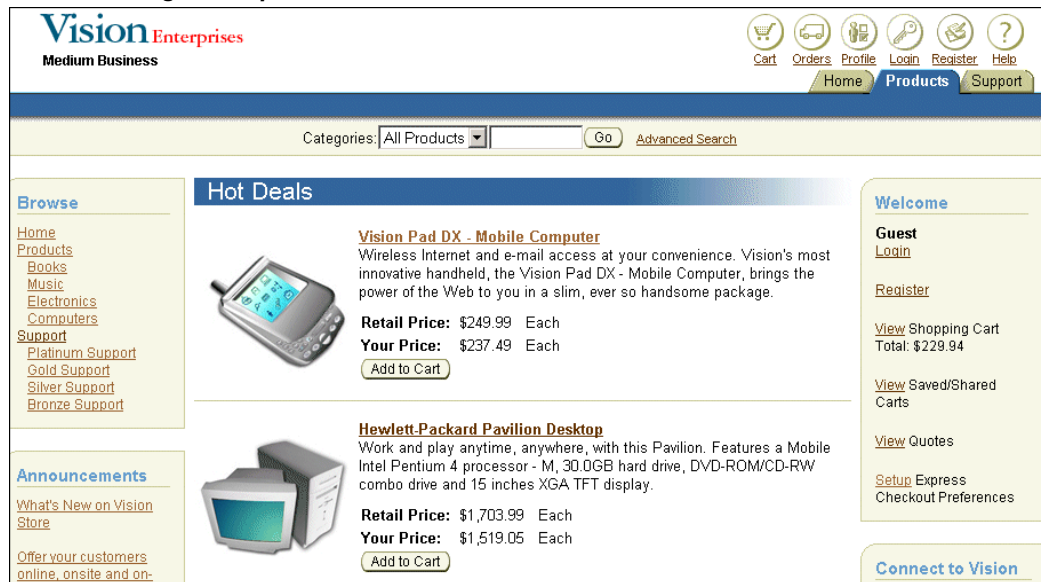 Vision Enterprises
Medium Business
Cart Orders Profile Login Register Help
Home Products Support
Categories: All Products Go Advanced Search
Browse
Home
Products
Books
Music
Electronics
Computers
Support
Platinum Support
Gold Support
Silver Support
Bronze Support
Announcements
What's New on Vision
Store
Offer your customers
online, onsite and on-
Hot Deals
Vision Pad DX - Mobile Computer
Wireless Internet and e-mail access at your convenience. Vision's most
innovative handheld, the Vision Pad DX - Mobile Computer, brings the
power of the Web to you in a slim, ever so handsome package.
Retail Price: $249.99 Each
Your Price: $237.49 Each
Add to Cart
Hewlett-Packard Pavilion Desktop
Work and play anytime, anywhere, with this Pavilion. Features a Mobile
Intel Pentium 4 processor - M, 30.0GB hard drive, DVD-ROM/CD-RW
combo drive and 15 inches XGA TFT display.
Retail Price: $1,703.99 Each
Your Price: $1,519.05 Each
Add to Cart
Welcome
Guest
Login
Register
View Shopping Cart
Total: $229.94
View Saved/Shared
Carts
View Quotes
Setup Express
Checkout Preferences
Connect to Vision